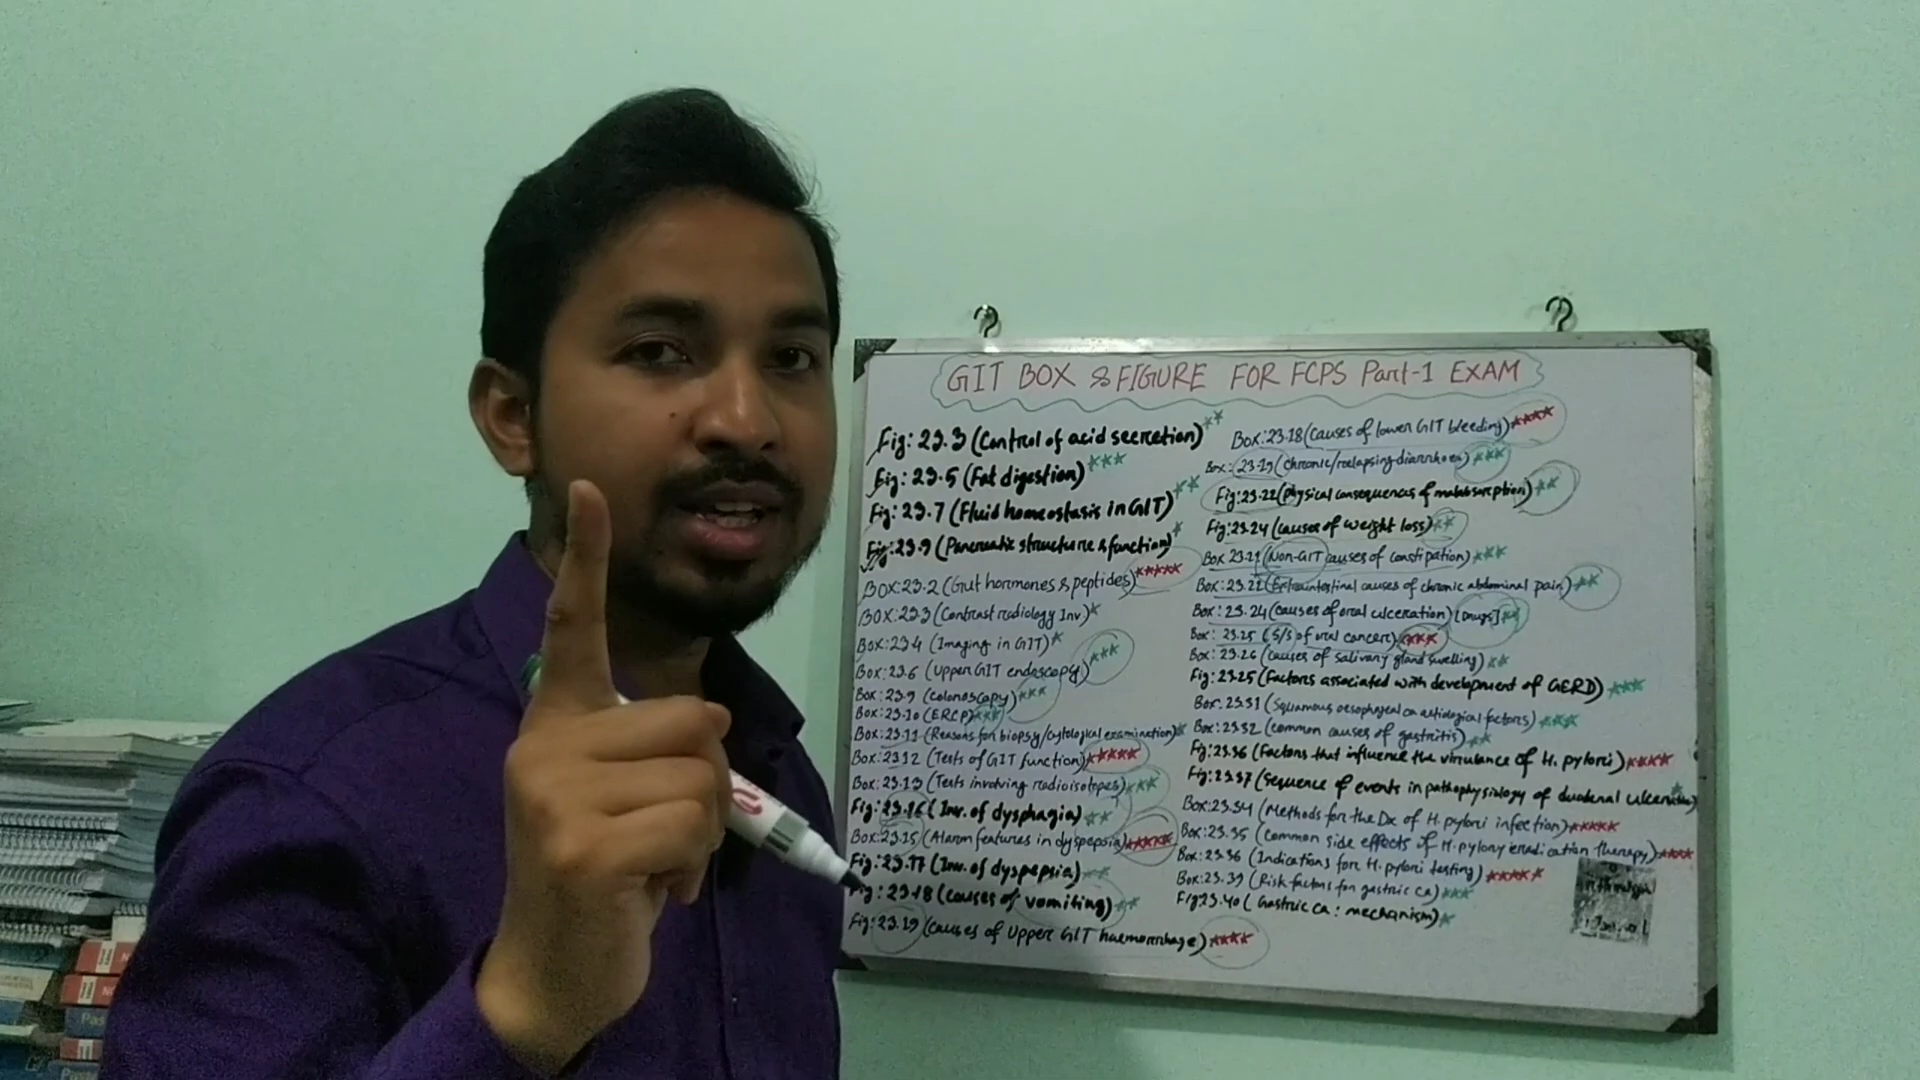 GIT BOX & FIGURE FOR FCPS Part-1 EXAM
Fig: 23.3 (Control of acid secretion) **
Fig: 23.5 (Fat digestion) ***
Fig: 23.7 (Fluid homeostasis in GIT) **
Fig: 23.9 (Pancreatic structure & function) *
BOX: 23.2 (Gut hormones & peptides) *****
BOX: 23.3 (Contrast radiology Inv) *
Box: 23.4 (Imaging in GIT) *
Box: 23.6 (Upper GIT endoscopy) ***
Box: 23.9 (Colonoscopy) ***
Box: 23.10 (ERCP) ***
Box: 23.11 (Reasons for biopsy/cytological examination) *
Box: 23.12 (Tests of GIT function) ****
Box: 23.13 (Tests involving radioisotopes) ***
Fig: 23.16 (Inv. of dysphagia) **
Box: 23.15 (Alarm features in dyspepsia) *****
Fig: 23.17 (Inv. of dyspepsia) **
Fig: 23.18 (causes of vomiting) **
Fig: 23.19 (causes of Upper GIT haemorrhage) ****
Box: 23.18 (causes of lower GIT bleeding) ****
Box: 23.19 (chronic/relapsing diarrhoea) ***
Fig: 23.22 (physical consequences of malabsorption) **
Fig: 23.24 (causes of weight loss) **
Box 23.21 (Non-GIT causes of constipation) ***
Box: 23.22 (Extraintestinal causes of chronic abdominal pain) **
Box: 23.24 (causes of oral ulceration) [Drugs] **
Box: 23.25 (S/S of oral cancer) ***
Box: 23.26 (causes of salivary gland swelling) **
Fig: 23.25 (Factors associated with development of GERD) ***
Box: 23.31 (Squamous oesophageal ca aetiological factors) ***
Box: 23.32 (common causes of gastritis) **
Fig: 23.36 (Factors that influence the virulance of H. pylori) ****
Fig: 23.37 (Sequence of events in pathophysiology of duodenal ulceration) *
Box: 23.34 (Methods for the Dx of H. pylori infection) *****
Box: 23.35 (Common side effects of H. pylory eradication therapy) ****
Box: 23.36 (Indications for H. pylori testing) *****
Box: 23.39 (Risk factors for gastric ca) ***
Fig 23.40 (Gastric ca: mechanism) *